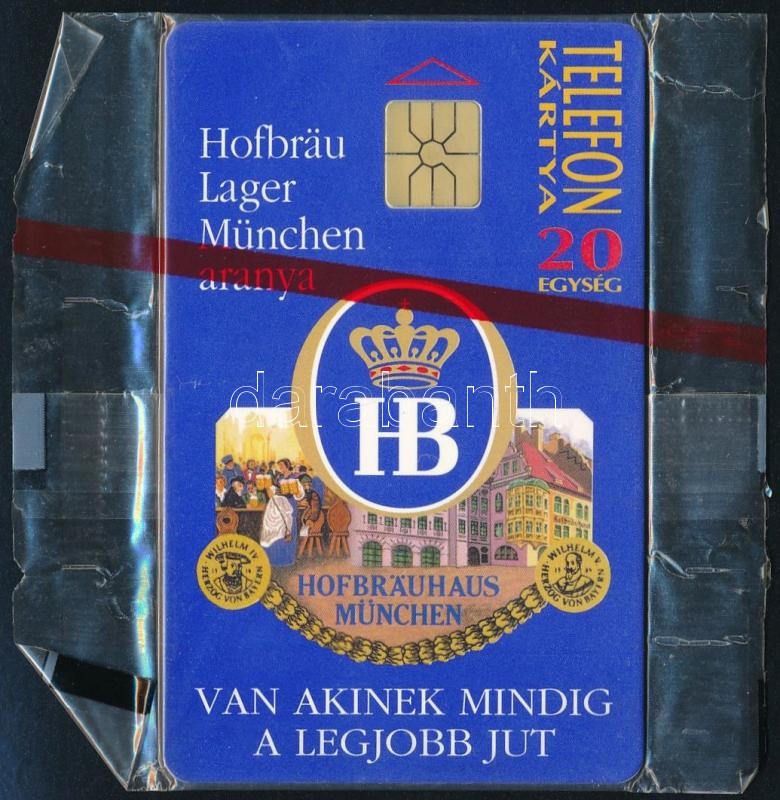 Hofbräu
Lager
München
aranya
TELEFON
KÁRTYA
20
EGYSÉG
HB
darabanth
WILHELM IV.
HERZOG VON BAYERN
WILHELM V.
HERZOG VON BAYERN
HOFBRÄUHAUS
MÜNCHEN
VAN AKINEK MINDIG
A LEGJOBB JUT